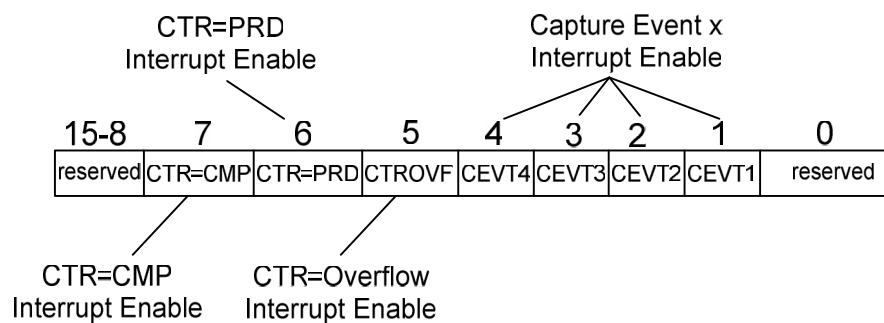 CTR=PRD
Interrupt Enable
Capture Event x
Interrupt Enable
15-8 7 6 5 4 3 2 1 0
reserved CTR=CMP CTR=PRD CTROVF CEVT4 CEVT3 CEVT2 CEVT1 reserved
CTR=CMP
Interrupt Enable
CTR=Overflow
Interrupt Enable